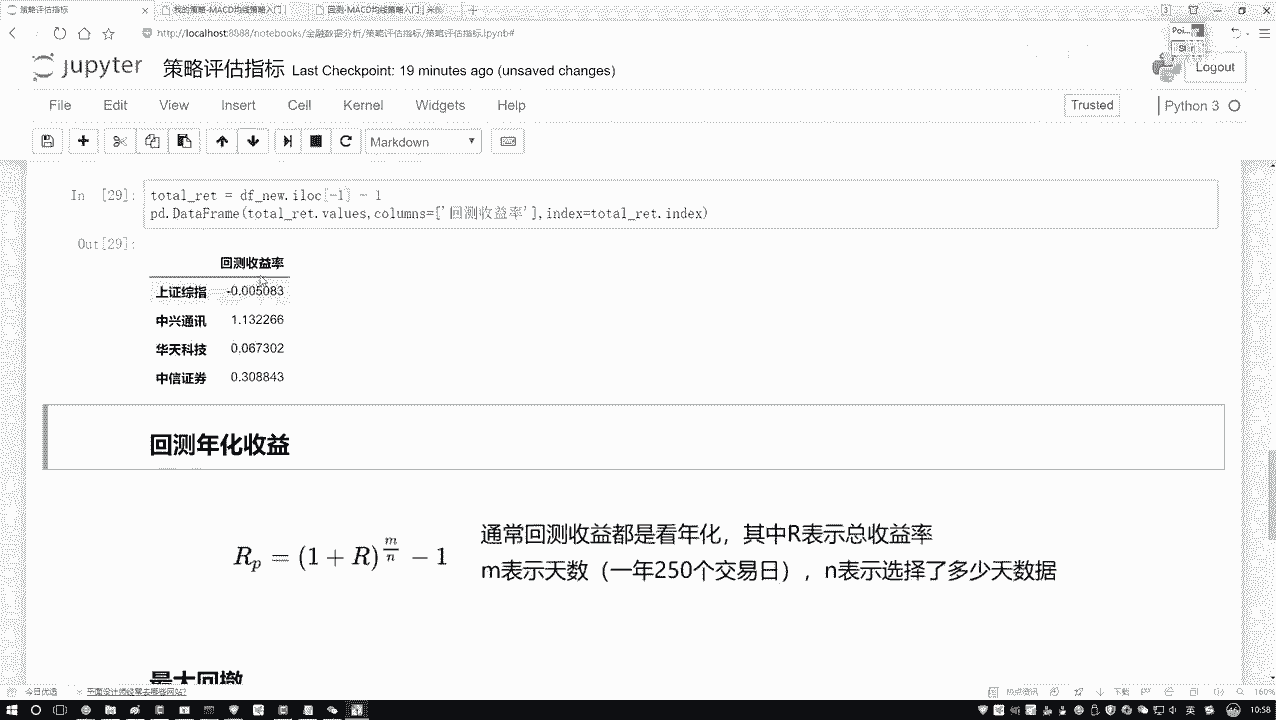 策略评估指标
我的策略-MACD均线策略入门
回测-MACD均线策略入门 | 米筐
http://localhost:8888/notebooks/金融数据分析/策略评估指标/策略评估指标.ipynb#
jupyter 策略评估指标 Last Checkpoint: 19 minutes ago (unsaved changes)
Logout
File Edit View Insert Cell Kernel Widgets Help
Trusted
Python 3
Markdown
In [29]:
total_ret = df_new.iloc[-1] - 1
pd.DataFrame(total_ret.values,columns=['回测收益率'],index=total_ret.index)
Out[29]:
回测收益率
上证综指 -0.005083
中兴通讯 1.132266
华天科技 0.067302
中信证券 0.308843
回测年化收益
R_p = (1 + R)^{m/n} − 1
通常回测收益都是看年化，其中R表示总收益率
m表示天数（一年250个交易日），n表示选择了多少天数据
最大回撤
今日优选
热点资讯
下载
160%
英
10:58